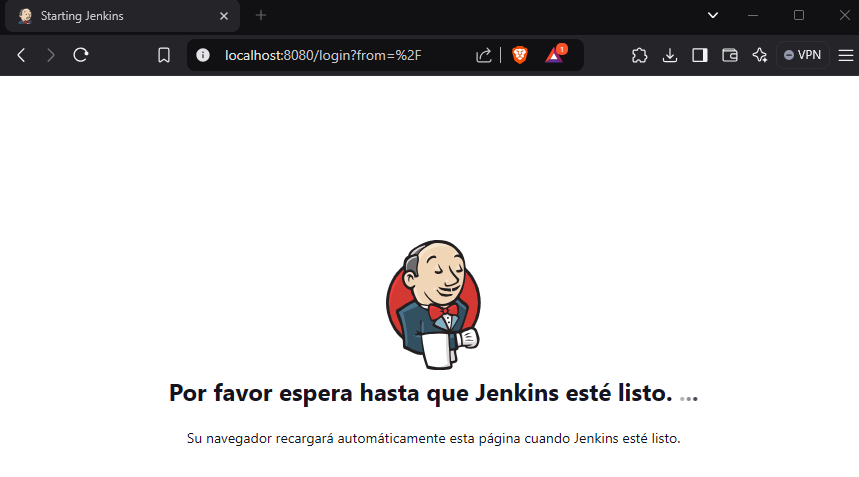 Starting Jenkins
localhost:8080/login?from=%2F
1
VPN
Por favor espera hasta que Jenkins esté listo. ...
Su navegador recargará automáticamente esta página cuando Jenkins esté listo.